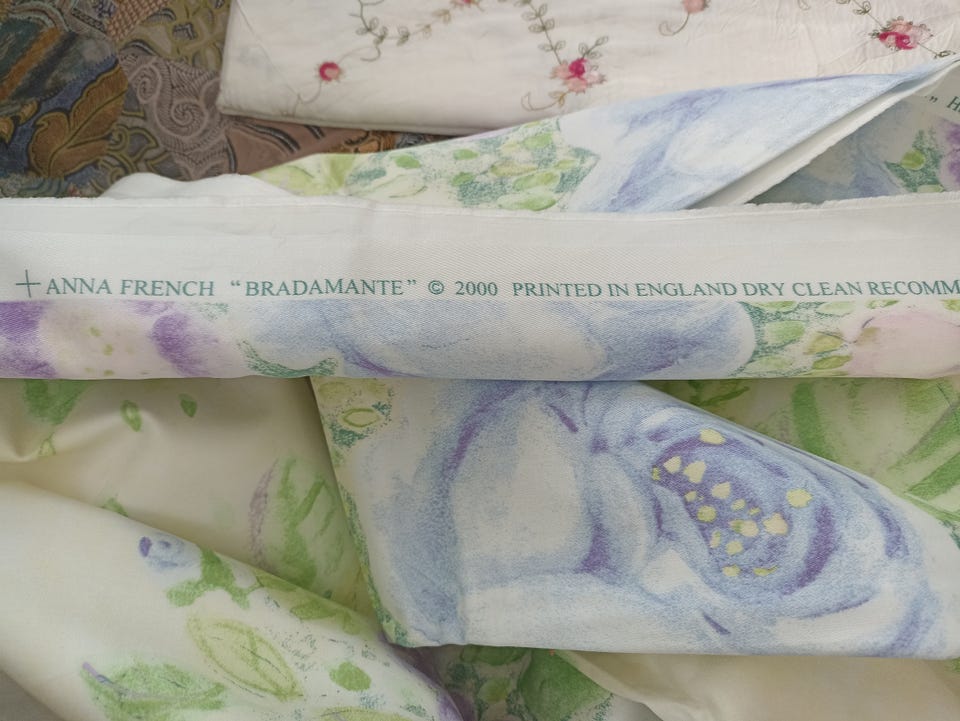 ANNA FRENCH "BRADAMANTE" © 2000 PRINTED IN ENGLAND DRY CLEAN RECOMM